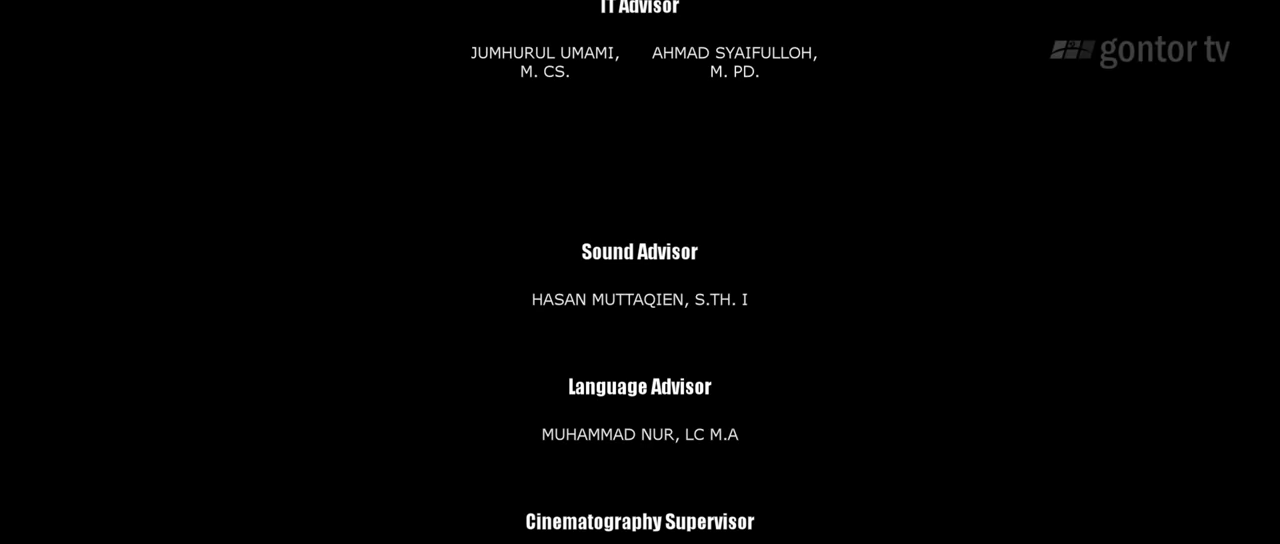 IT Advisor
gontor tv
JUMHURUL UMAMI, AHMAD SYAIFULLOH,
M. CS. M. PD.
Sound Advisor
HASAN MUTTAQIEN, S.TH. I
Language Advisor
MUHAMMAD NUR, LC M.A
Cinematography Supervisor